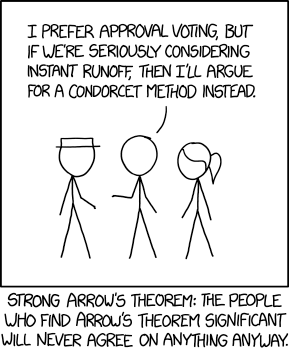 I PREFER APPROVAL VOTING, BUT
IF WE'RE SERIOUSLY CONSIDERING
INSTANT RUNOFF, THEN I'LL ARGUE
FOR A CONDORCET METHOD INSTEAD.
STRONG ARROW'S THEOREM: THE PEOPLE
WHO FIND ARROW'S THEOREM SIGNIFICANT
WILL NEVER AGREE ON ANYTHING ANYWAY.